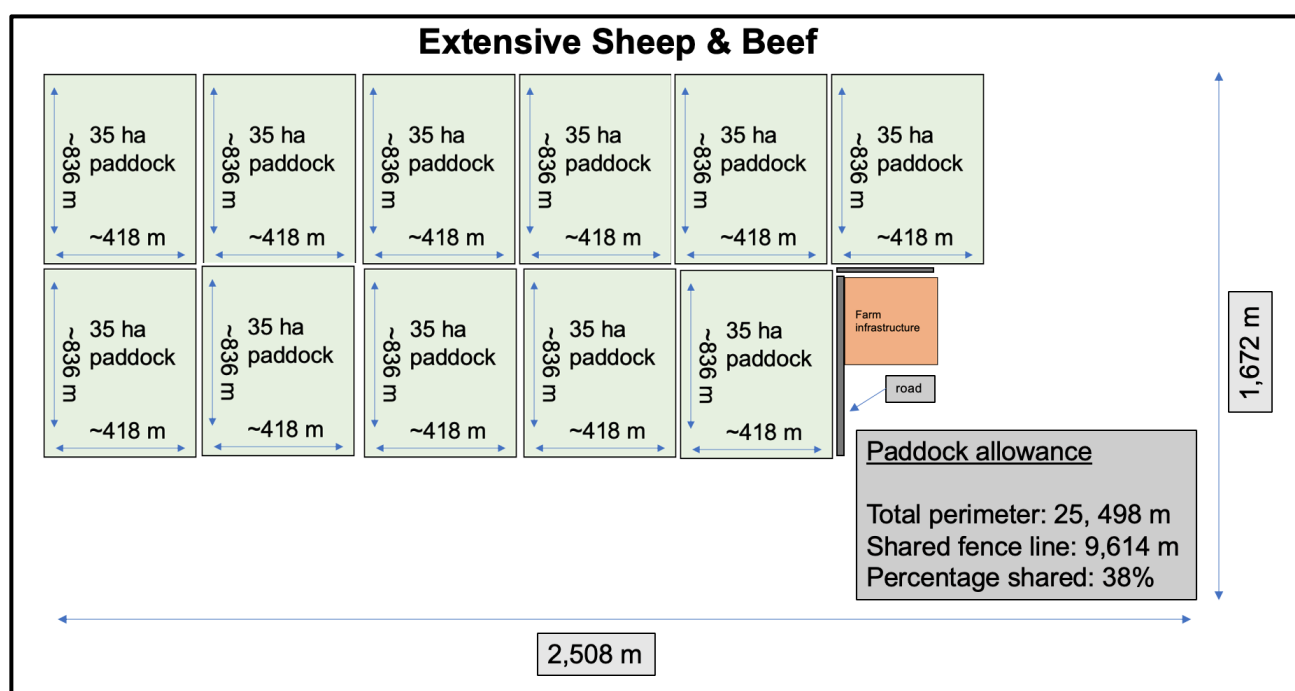 Extensive Sheep & Beef
~836 m
35 ha
paddock
~418 m
~836 m
35 ha
paddock
~418 m
~836 m
35 ha
paddock
~418 m
~836 m
35 ha
paddock
~418 m
~836 m
35 ha
paddock
~418 m
~836 m
35 ha
paddock
~418 m
~836 m
35 ha
paddock
~418 m
~836 m
35 ha
paddock
~418 m
~836 m
35 ha
paddock
~418 m
~836 m
35 ha
paddock
~418 m
~836 m
35 ha
paddock
~418 m
Farm
infrastructure
road
1,672 m
Paddock allowance
Total perimeter: 25, 498 m
Shared fence line: 9,614 m
Percentage shared: 38%
2,508 m